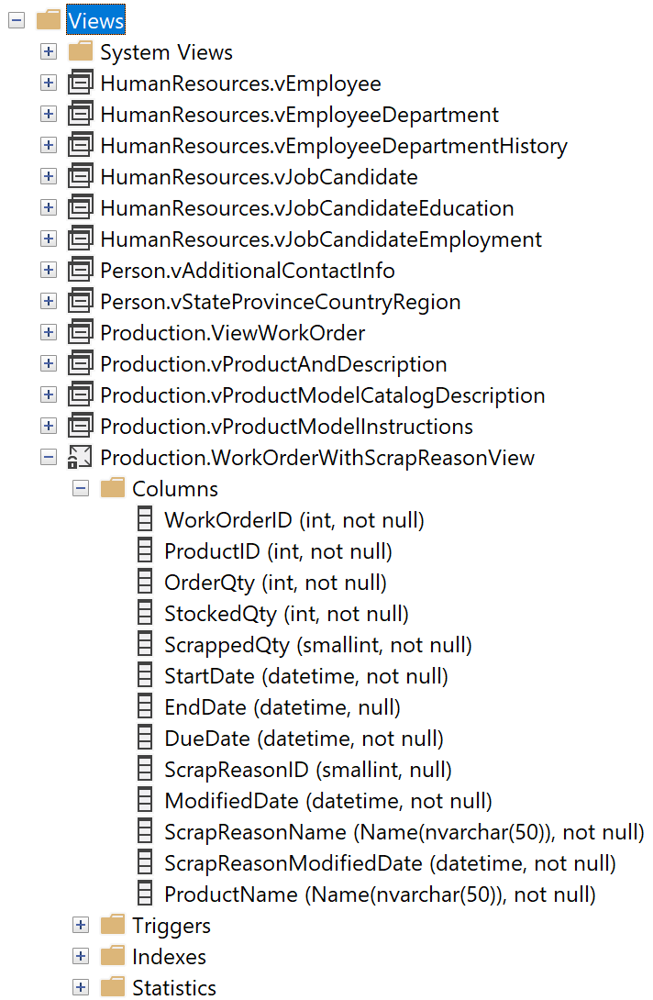 Views
System Views
HumanResources.vEmployee
HumanResources.vEmployeeDepartment
HumanResources.vEmployeeDepartmentHistory
HumanResources.vJobCandidate
HumanResources.vJobCandidateEducation
HumanResources.vJobCandidateEmployment
Person.vAdditionalContactInfo
Person.vStateProvinceCountryRegion
Production.ViewWorkOrder
Production.vProductAndDescription
Production.vProductModelCatalogDescription
Production.vProductModelInstructions
Production.WorkOrderWithScrapReasonView
Columns
WorkOrderID (int, not null)
ProductID (int, not null)
OrderQty (int, not null)
StockedQty (int, not null)
ScrappedQty (smallint, not null)
StartDate (datetime, not null)
EndDate (datetime, null)
DueDate (datetime, not null)
ScrapReasonID (smallint, null)
ModifiedDate (datetime, not null)
ScrapReasonName (Name(nvarchar(50)), not null)
ScrapReasonModifiedDate (datetime, not null)
ProductName (Name(nvarchar(50)), not null)
Triggers
Indexes
Statistics